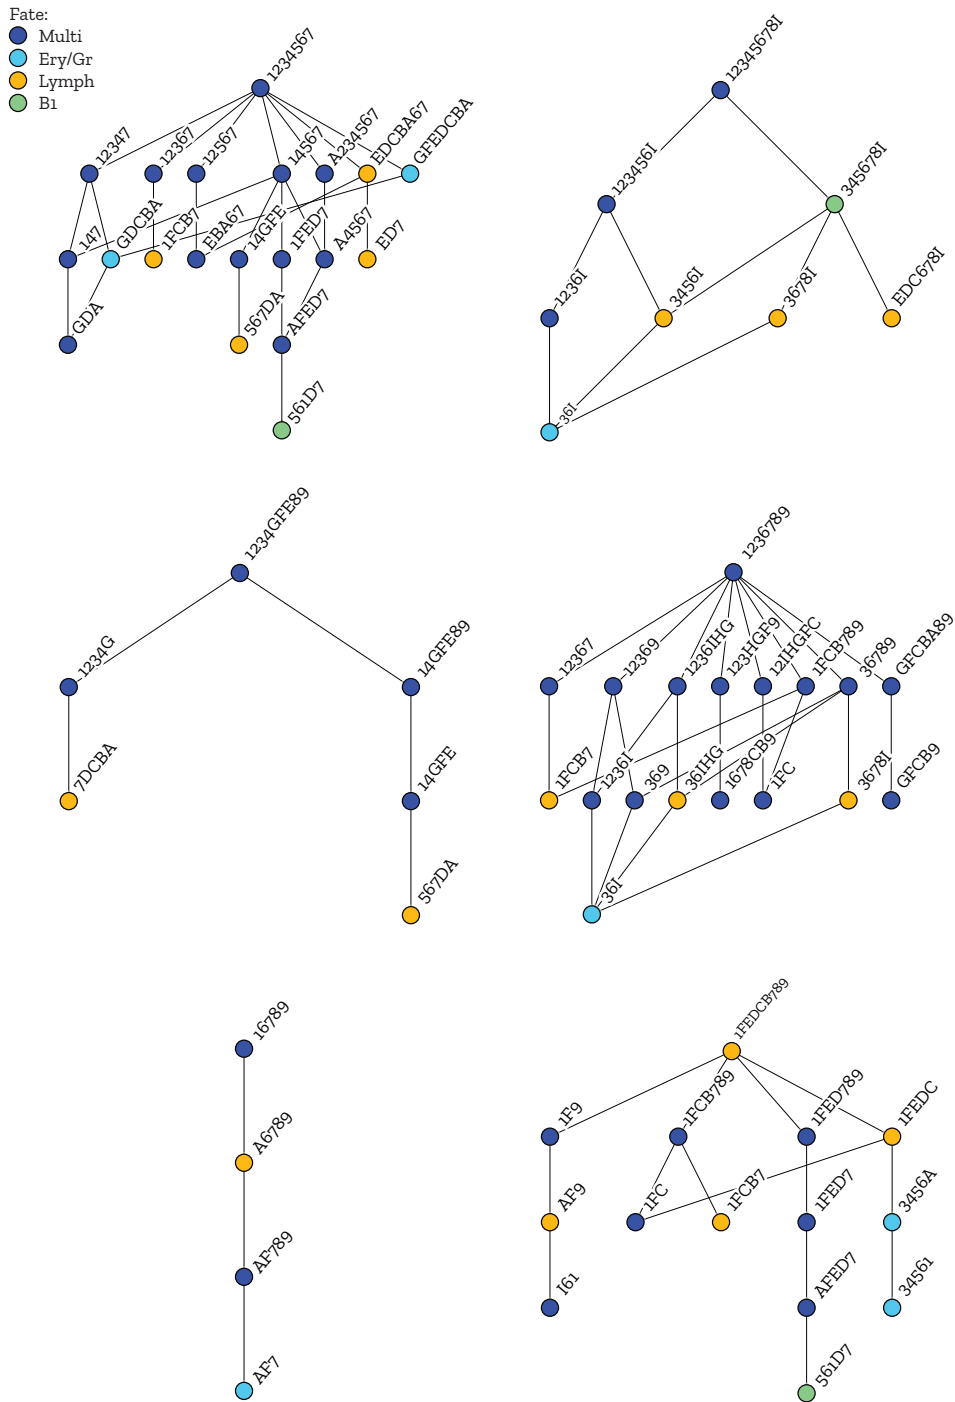 Fate:
Multi
Ery/Gr
Lymph
B1
1234567
12347
12367
12567
14567
A234567
EDCBA67
GFEDCBA
147
GDCBA
1FCB7
EBA67
14GFE
1FED7
A4567
ED7
GDA
567DA
AFED7
561D7
12345678I
123456I
345678I
1236I
3456I
3678I
EDC678I
36I
1234GFE89
1234G
14GFE89
7DCBA
14GFE
567DA
1236789
12367
12369
1236IHG
123HGF9
12IHGFC
1FCB789
36789
GFCBA89
1FCB7
1236I
369
36IHG
1678CB9
1FC
3678I
GFCB9
36I
16789
A6789
AF789
AF7
1FEDCB789
1F9
1FCB789
1FED789
1FEDC
AF9
1FC
1FCB7
1FED7
3456A
I61
AFED7
34561
561D7